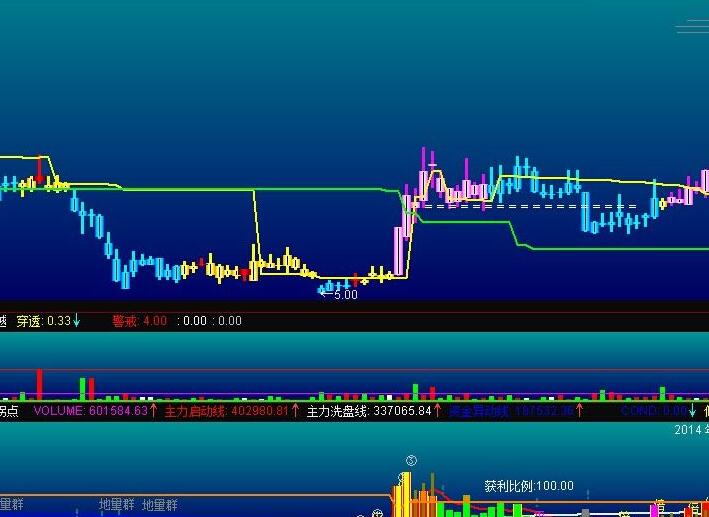 ←5.00
穿透: 0.33↓ 警戒: 4.00 : 0.00 : 0.00
拐点 VOLUME: 601584.63↑ 主力启动线: 402980.81↑ 主力洗盘线: 337065.84↑ 资金异动线: 187532.36↑ COND: 0.00↓
2014
③
获利比例:100.00
地量群 地量群 地量群